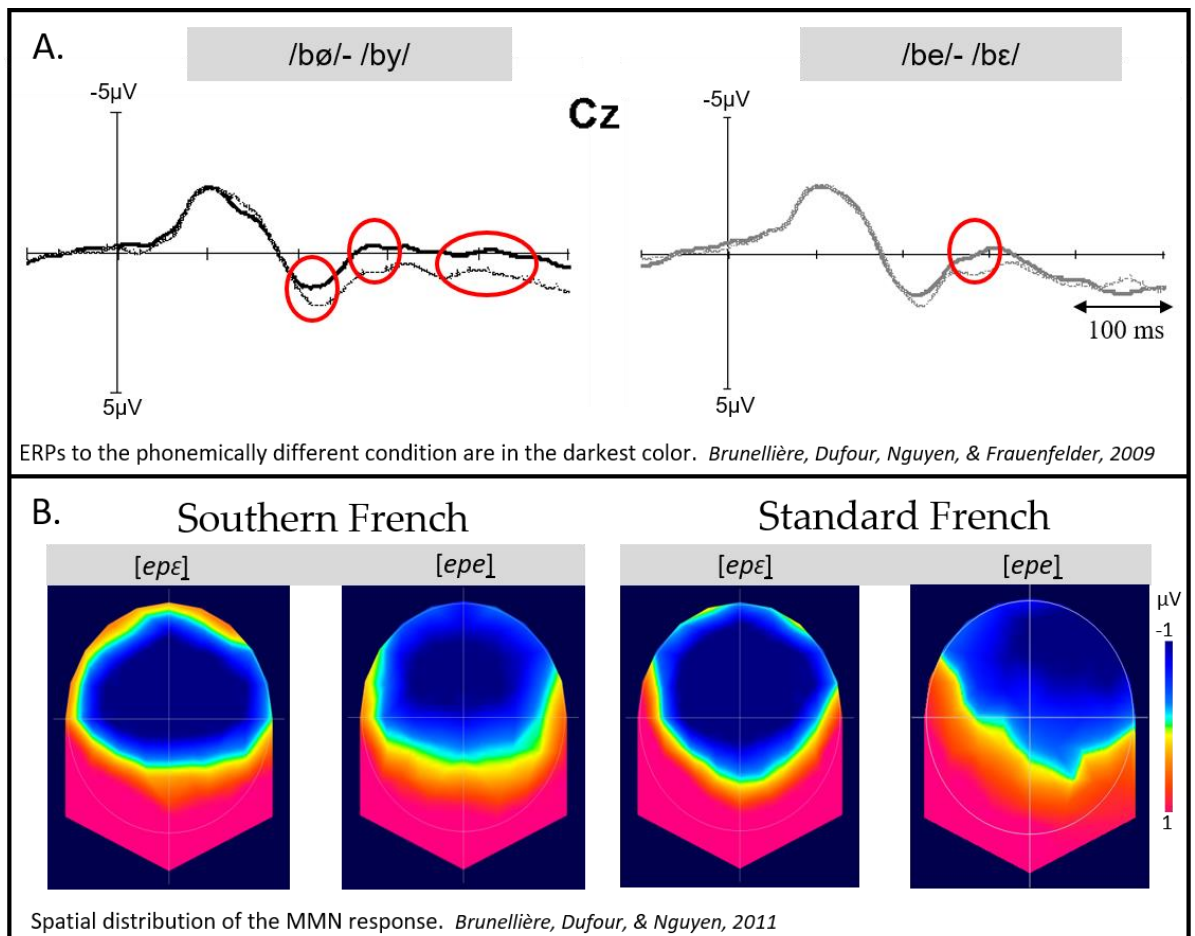 A.
/bø/- /by/
/be/- /bɛ/
-5µV
Cz
-5µV
100 ms
5µV
5µV
ERPs to the phonemically different condition are in the darkest color. Brunellière, Dufour, Nguyen, & Frauenfelder, 2009
B.
Southern French
Standard French
[epɛ]
[epe]
[epɛ]
[epe]
µV
-1
1
Spatial distribution of the MMN response. Brunellière, Dufour, & Nguyen, 2011